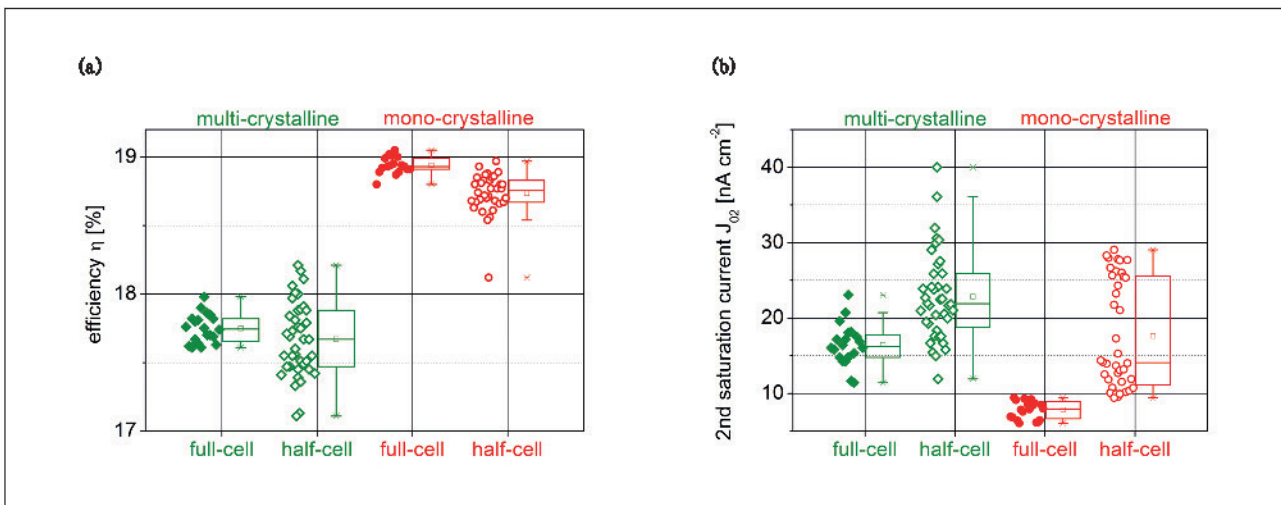 (a)
multi-crystalline mono-crystalline
efficiency η [%]
19
18
17
full-cell half-cell full-cell half-cell
(b)
multi-crystalline mono-crystalline
2nd saturation current J02 [nA cm-2]
40
30
20
10
full-cell half-cell full-cell half-cell